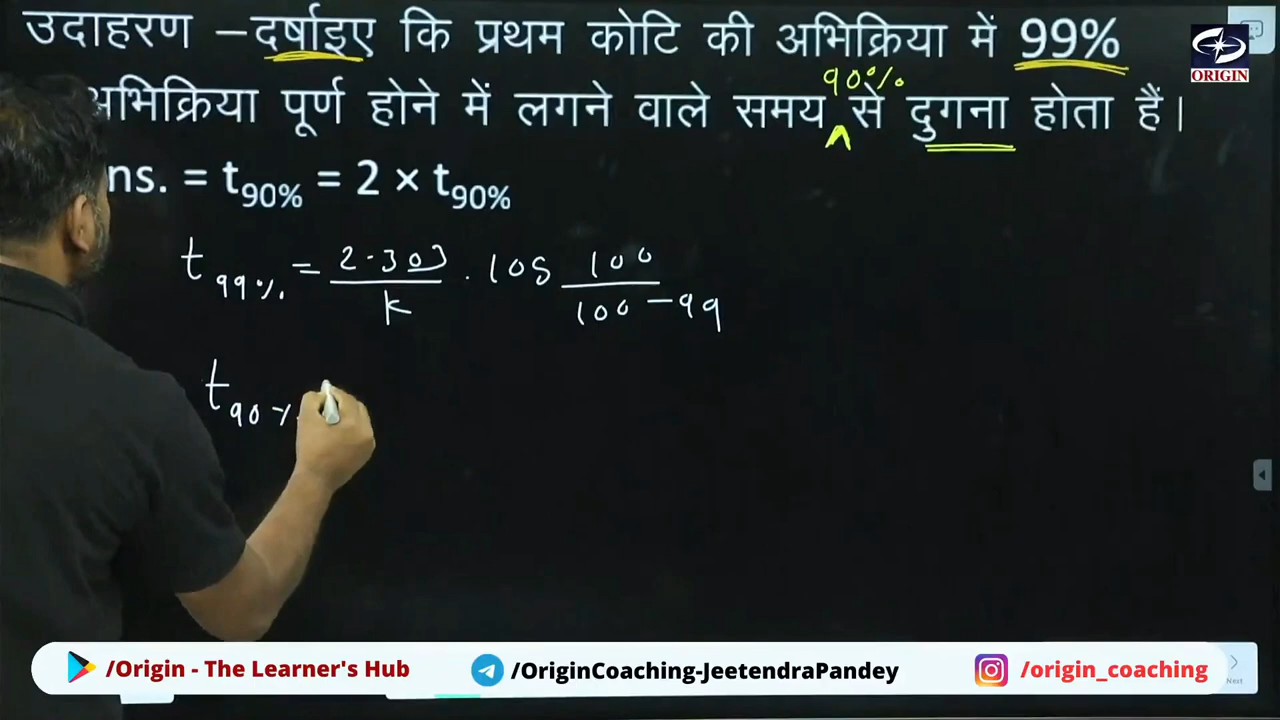 उदाहरण –दर्षाइए कि प्रथम कोटि की अभिक्रिया में 99%
ORIGIN
90%
अभिक्रिया पूर्ण होने में लगने वाले समय ^ से दुगना होता हैं।
ns. = t90% = 2 × t90%
t99% = 2.303/K . log 100/100-99
t90%
/Origin - The Learner's Hub
/OriginCoaching-JeetendraPandey
/origin_coaching
Next